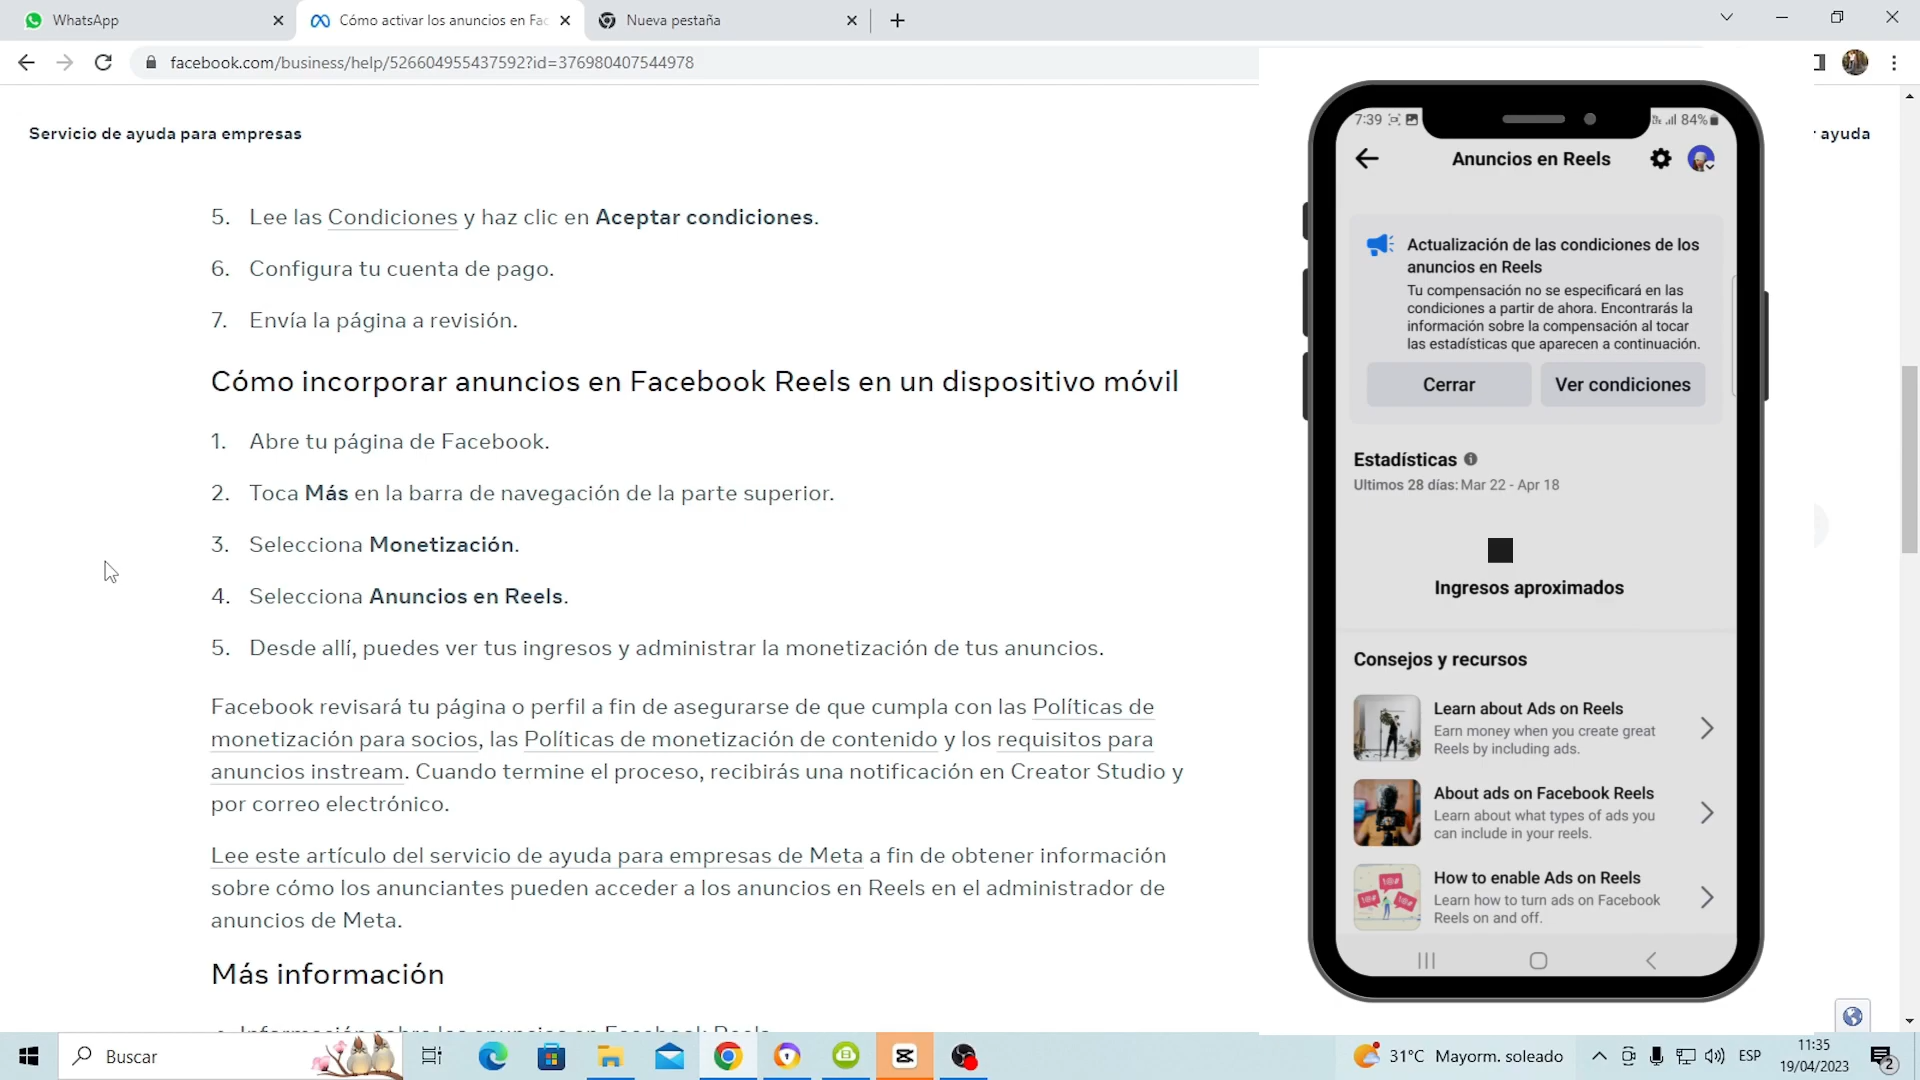 WhatsApp
Cómo activar los anuncios en Fac
Nueva pestaña
facebook.com/business/help/526604955437592?id=376980407544978
Servicio de ayuda para empresas
ayuda
5. Lee las Condiciones y haz clic en Aceptar condiciones.
6. Configura tu cuenta de pago.
7. Envía la página a revisión.
Cómo incorporar anuncios en Facebook Reels en un dispositivo móvil
1. Abre tu página de Facebook.
2. Toca Más en la barra de navegación de la parte superior.
3. Selecciona Monetización.
4. Selecciona Anuncios en Reels.
5. Desde allí, puedes ver tus ingresos y administrar la monetización de tus anuncios.
Facebook revisará tu página o perfil a fin de asegurarse de que cumpla con las Políticas de
monetización para socios, las Políticas de monetización de contenido y los requisitos para
anuncios instream. Cuando termine el proceso, recibirás una notificación en Creator Studio y
por correo electrónico.
Lee este artículo del servicio de ayuda para empresas de Meta a fin de obtener información
sobre cómo los anunciantes pueden acceder a los anuncios en Reels en el administrador de
anuncios de Meta.
Más información
Información sobre los anuncios en Facebook Reels
7:39
84%
Anuncios en Reels
Actualización de las condiciones de los
anuncios en Reels
Tu compensación no se especificará en las
condiciones a partir de ahora. Encontrarás la
información sobre la compensación al tocar
las estadísticas que aparecen a continuación.
Cerrar
Ver condiciones
Estadísticas
Ultimos 28 días: Mar 22 - Apr 18
Ingresos aproximados
Consejos y recursos
Learn about Ads on Reels
Earn money when you create great
Reels by including ads.
About ads on Facebook Reels
Learn about what types of ads you
can include in your reels.
How to enable Ads on Reels
Learn how to turn ads on Facebook
Reels on and off.
Buscar
31°C Mayorm. soleado
ESP
11:35
19/04/2023
2